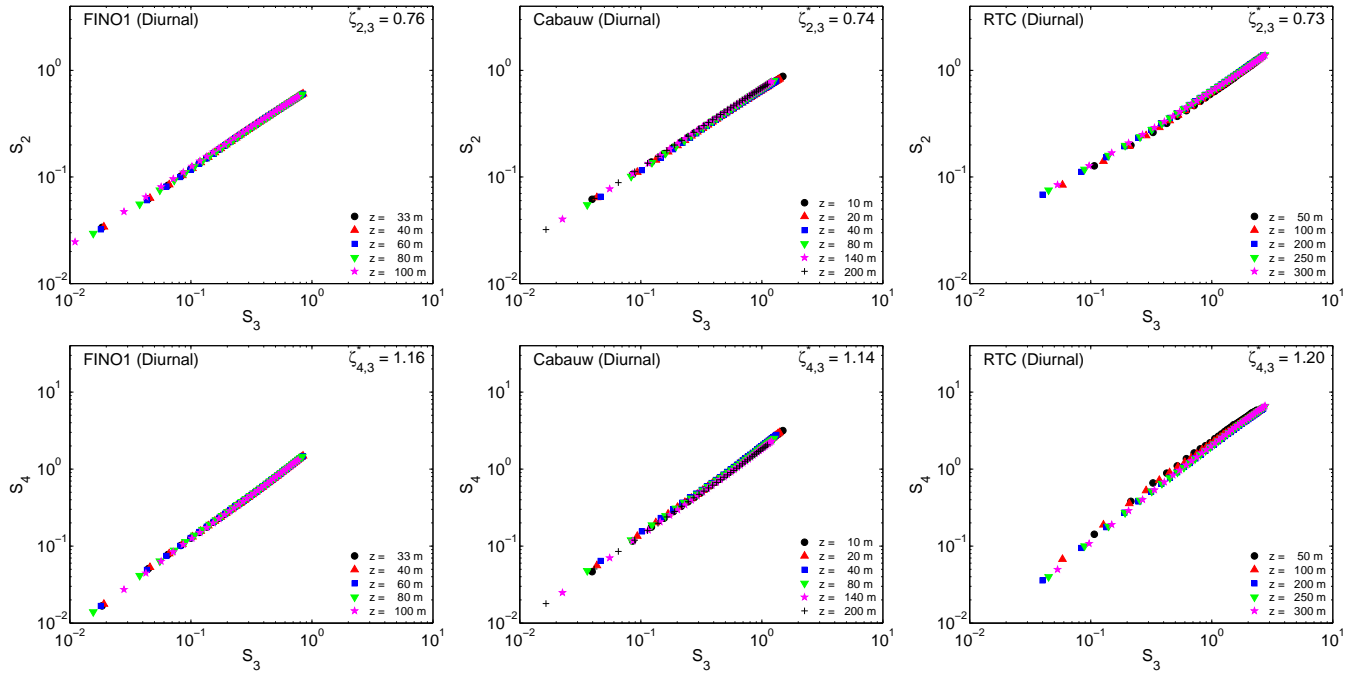 FINO1 (Diurnal)
ζ*2,3 = 0.76
10^0
10^-1
10^-2
S2
z = 33 m
z = 40 m
z = 60 m
z = 80 m
z = 100 m
10^-2 10^-1 10^0 10^1
S3
Cabauw (Diurnal)
ζ*2,3 = 0.74
10^0
10^-1
10^-2
S2
z = 10 m
z = 20 m
z = 40 m
z = 80 m
z = 140 m
z = 200 m
10^-2 10^-1 10^0 10^1
S3
RTC (Diurnal)
ζ*2,3 = 0.73
10^0
10^-1
10^-2
S2
z = 50 m
z = 100 m
z = 200 m
z = 250 m
z = 300 m
10^-2 10^-1 10^0 10^1
S3
FINO1 (Diurnal)
ζ*4,3 = 1.16
10^1
10^0
10^-1
10^-2
S4
z = 33 m
z = 40 m
z = 60 m
z = 80 m
z = 100 m
10^-2 10^-1 10^0 10^1
S3
Cabauw (Diurnal)
ζ*4,3 = 1.14
10^1
10^0
10^-1
10^-2
S4
z = 10 m
z = 20 m
z = 40 m
z = 80 m
z = 140 m
z = 200 m
10^-2 10^-1 10^0 10^1
S3
RTC (Diurnal)
ζ*4,3 = 1.20
10^1
10^0
10^-1
10^-2
S4
z = 50 m
z = 100 m
z = 200 m
z = 250 m
z = 300 m
10^-2 10^-1 10^0 10^1
S3